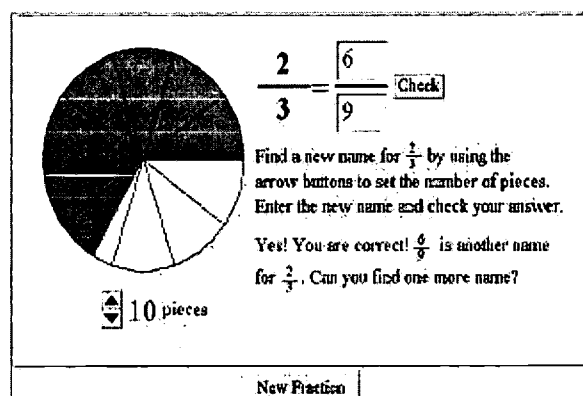 2/3 = 6/9 Check
Find a new name for 2/3 by using the
arrow buttons to set the number of pieces.
Enter the new name and check your answer.
Yes! You are correct! 6/9 is another name
for 2/3. Can you find one more name?
10 pieces
New Fraction